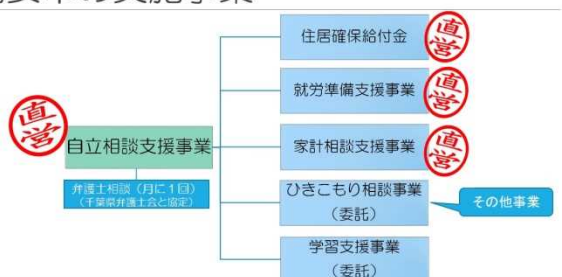 の実施事業
住居確保給付金
直営
就労準備支援事業
直営
直営
自立相談支援事業
家計相談支援事業
直営
弁護士相談（月に１回）
（千葉県弁護士会と協定）
ひきこもり相談事業
（委託）
その他事業
学習支援事業
（委託）